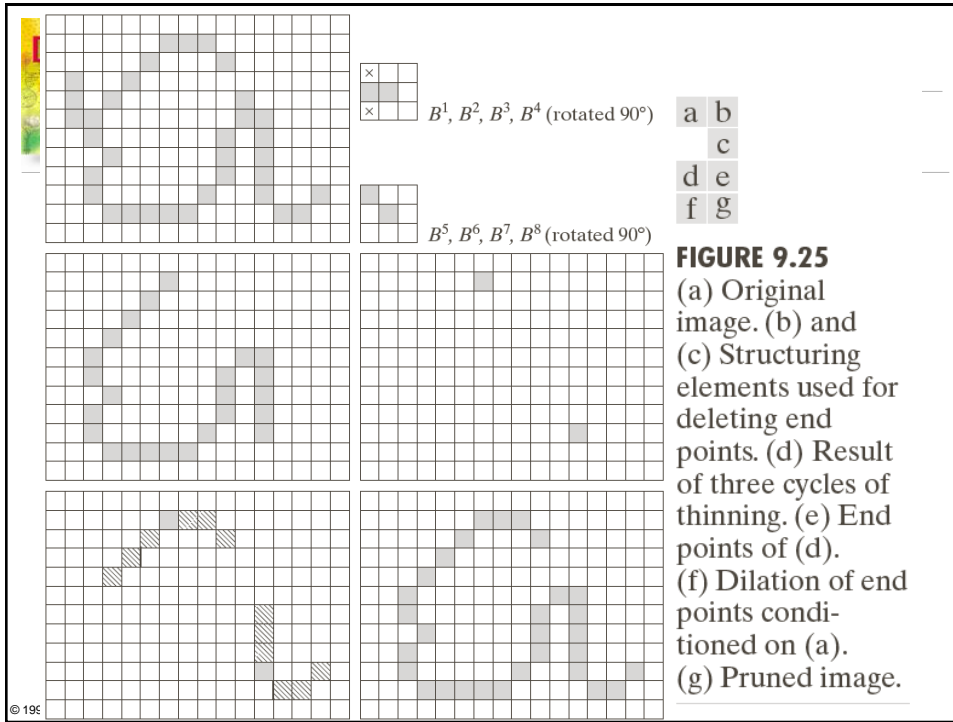 ×
×
B¹, B², B³, B⁴ (rotated 90°)
B⁵, B⁶, B⁷, B⁸ (rotated 90°)
a b
c
d e
f g
FIGURE 9.25
(a) Original
image. (b) and
(c) Structuring
elements used for
deleting end
points. (d) Result
of three cycles of
thinning. (e) End
points of (d).
(f) Dilation of end
points condi-
tioned on (a).
(g) Pruned image.
©